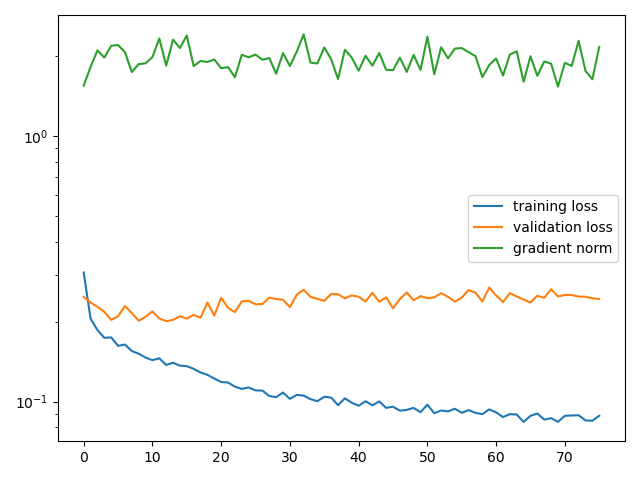 10⁰
10⁻¹
training loss
validation loss
gradient norm
0 10 20 30 40 50 60 70